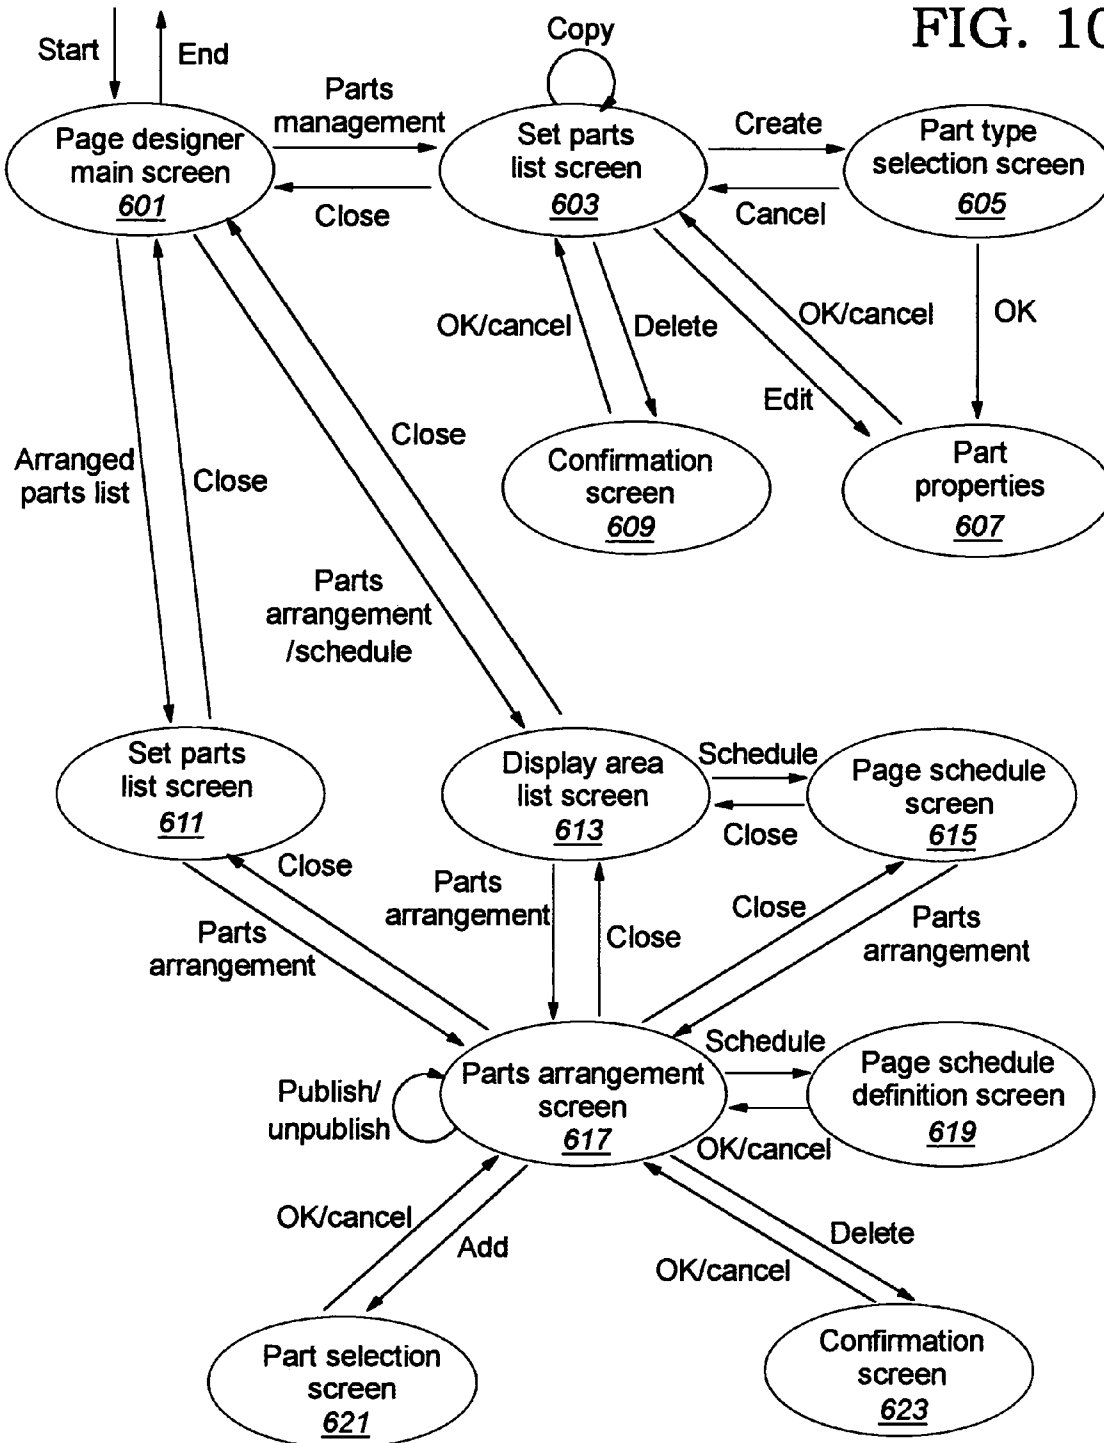 FIG. 10
Start
End
Copy
Parts
management
Create
Page designer
main screen
601
Set parts
list screen
603
Part type
selection screen
605
Close
Cancel
OK/cancel
Delete
OK/cancel
OK
Edit
Close
Arranged
parts list
Close
Confirmation
screen
609
Part
properties
607
Parts
arrangement
/schedule
Set parts
list screen
611
Display area
list screen
613
Schedule
Page schedule
screen
615
Close
Close
Parts
arrangement
Close
Close
Parts
arrangement
Parts
arrangement
Schedule
Publish/
unpublish
Parts arrangement
screen
617
Page schedule
definition screen
619
OK/cancel
OK/cancel
Add
Delete
OK/cancel
Part selection
screen
621
Confirmation
screen
623